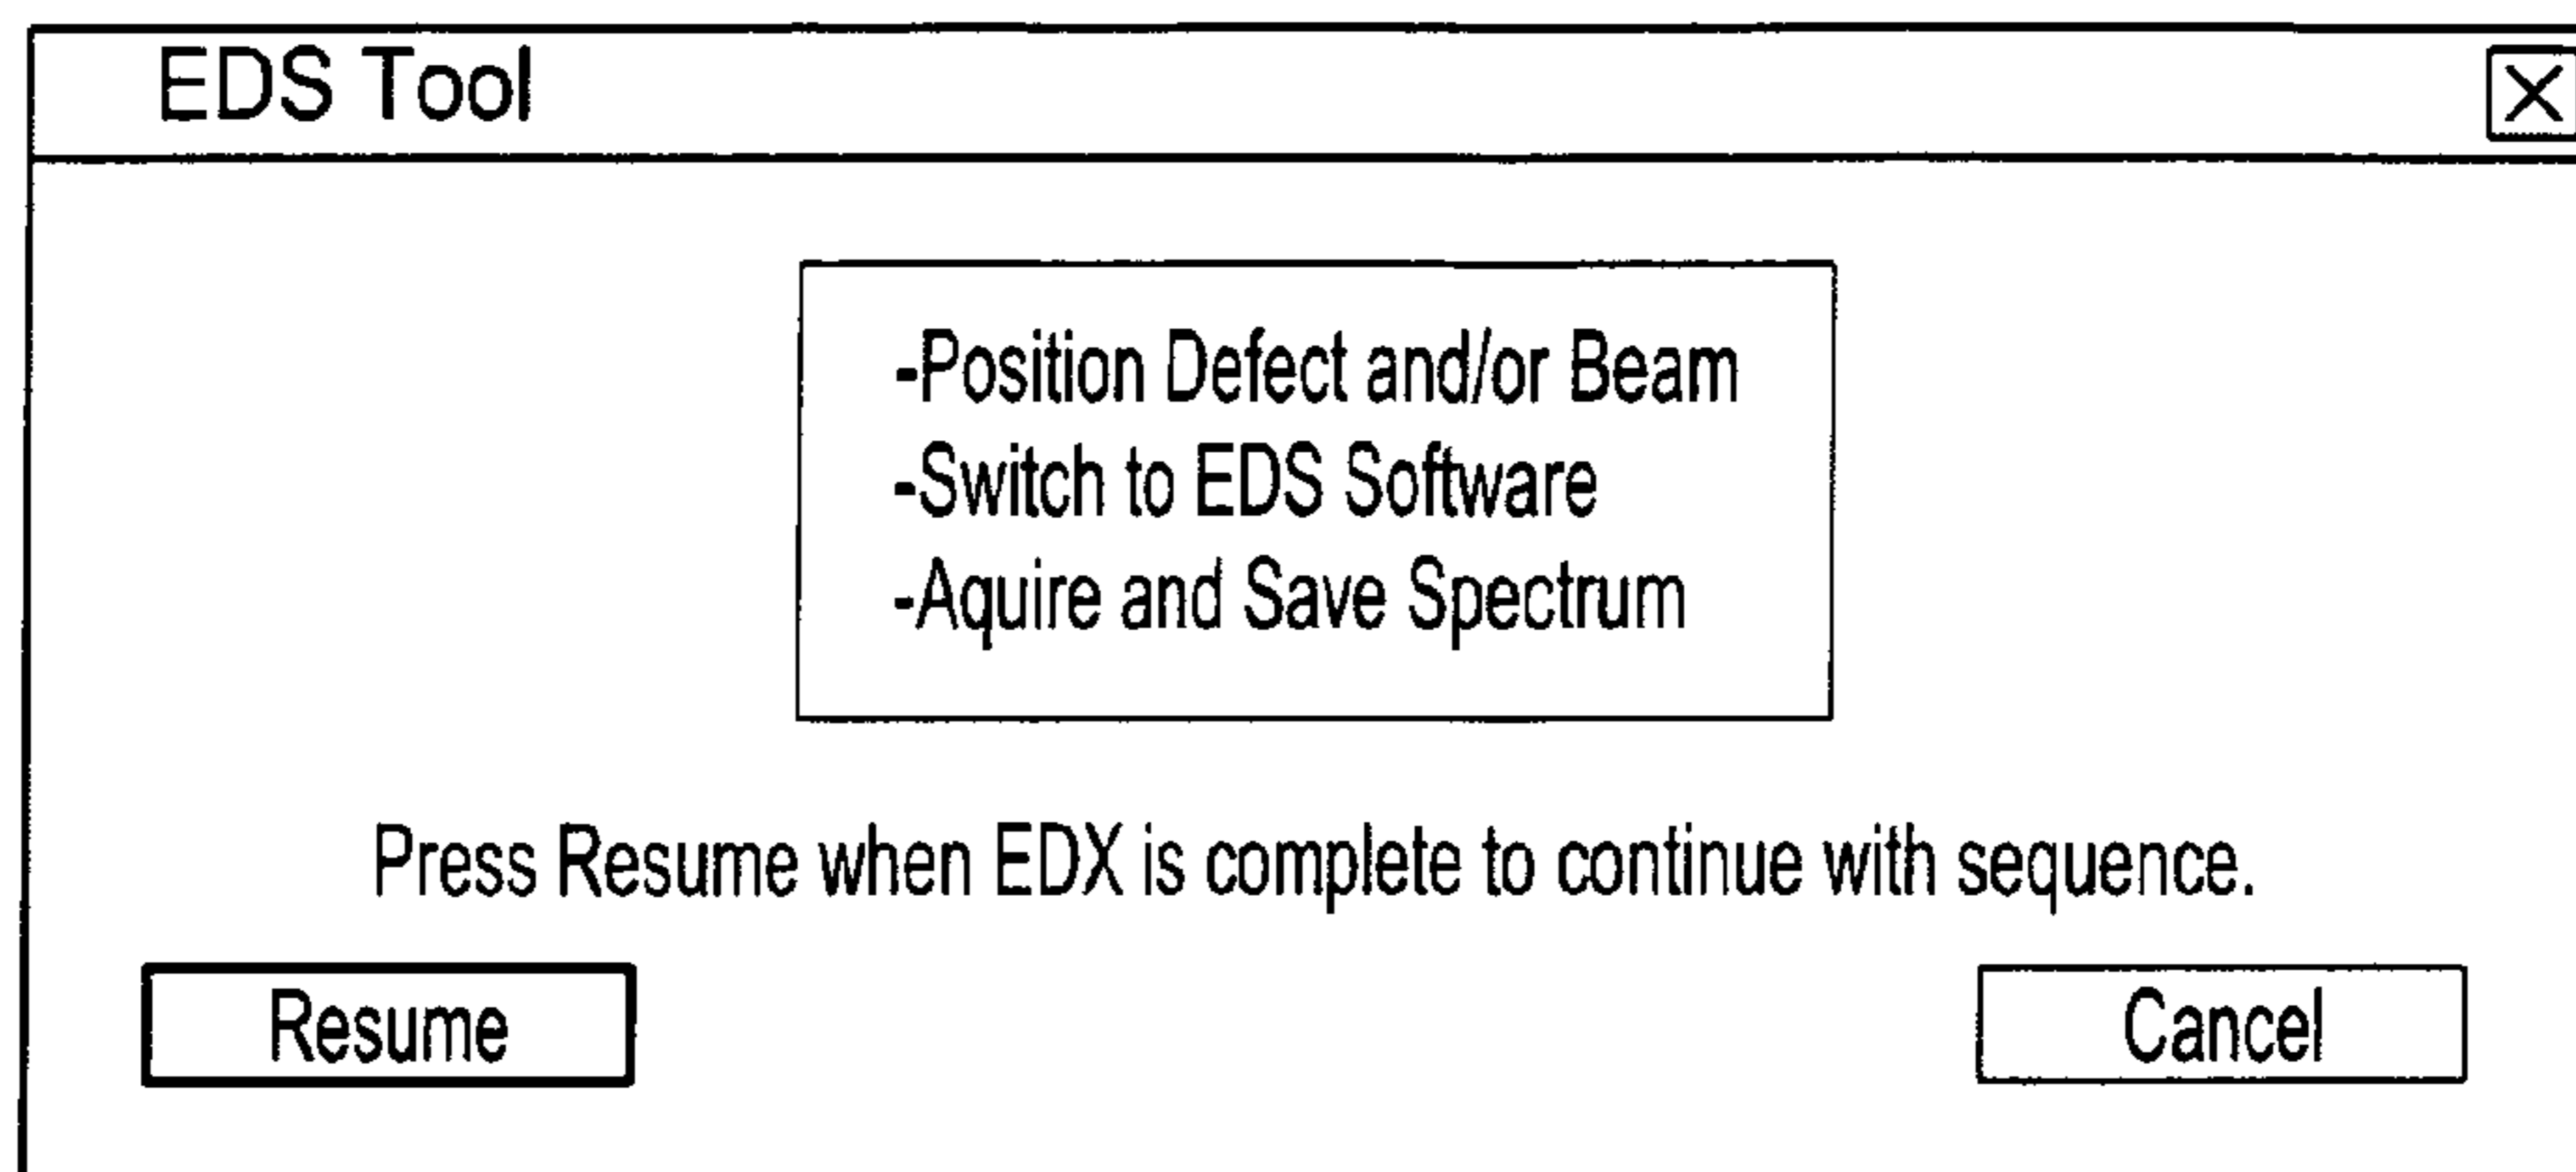 EDS Tool
-Position Defect and/or Beam
-Switch to EDS Software
-Aquire and Save Spectrum
Press Resume when EDX is complete to continue with sequence.
Resume
Cancel